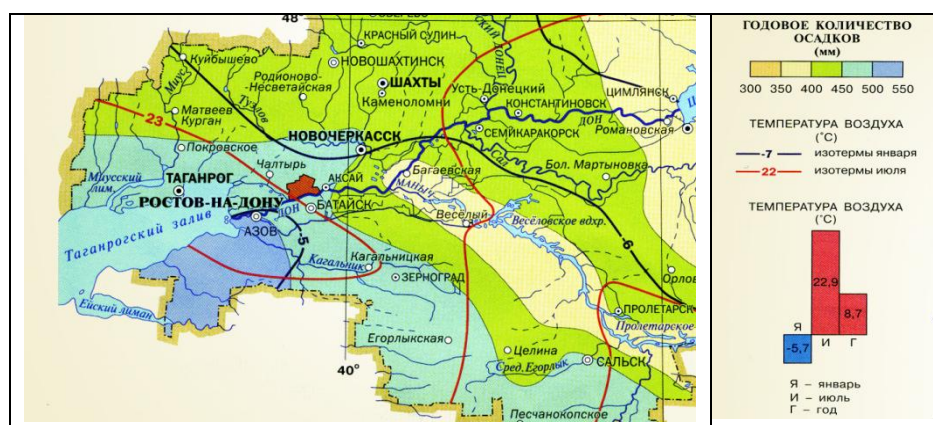 48°
КРАСНЫЙ СУЛИН
Куйбышево
НОВОШАХТИНСК
Миус
Родионово-
Несветайская
ШАХТЫ
Каменоломни
Усть-Донецкий
ЦИМЛЯНСК
Тузлов
КОНСТАНТИНОВСК
ДОН
Романовская
23
Матвеев
Курган
НОВОЧЕРКАССК
СЕМИКАРАКОРСК
Покровское
Сал
Чалтырь
Бол. Мартыновка
Миусский
лим.
ТАГАНРОГ
АКСАЙ
Багаевская
МАНЫЧ
РОСТОВ-НА-ДОНУ
ДОН
БАТАЙСК
Весёлый
Весёловское вдхр.
АЗОВ
-5
-6
Таганрогский залив
Кагальницкая
Кагальник
ЗЕРНОГРАД
Ейский лиман
ПРОЛЕТАРСК
Пролетарское
Егорлыкская
Целина
40°
Сред. Егорлык
САЛЬСК
Песчанокопское
ГОДОВОЕ КОЛИЧЕСТВО
ОСАДКОВ
(мм)
300 350 400 450 500 550
ТЕМПЕРАТУРА ВОЗДУХА
(°С)
-7 изотермы января
22 изотермы июля
ТЕМПЕРАТУРА ВОЗДУХА
(°С)
22,9
8,7
Я
-5,7
И Г
Я – январь
И – июль
Г – год